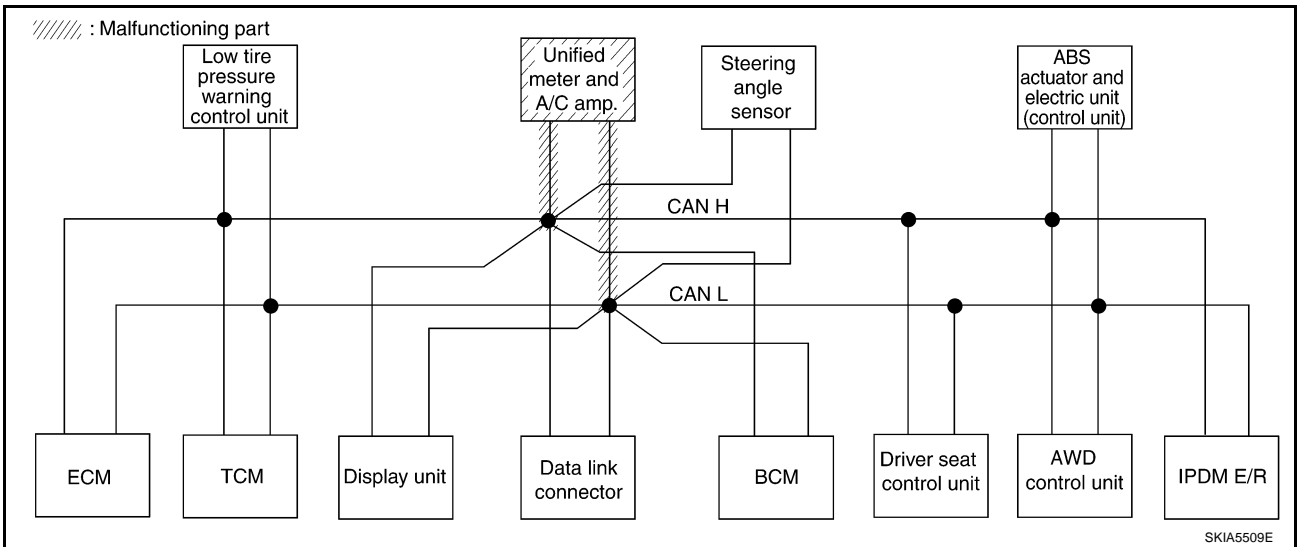 : Malfunctioning part
Low tire
pressure
warning
control unit
Unified
meter and
A/C amp.
Steering
angle
sensor
ABS
actuator and
electric unit
(control unit)
CAN H
CAN L
ECM
TCM
Display unit
Data link
connector
BCM
Driver seat
control unit
AWD
control unit
IPDM E/R
SKIA5509E